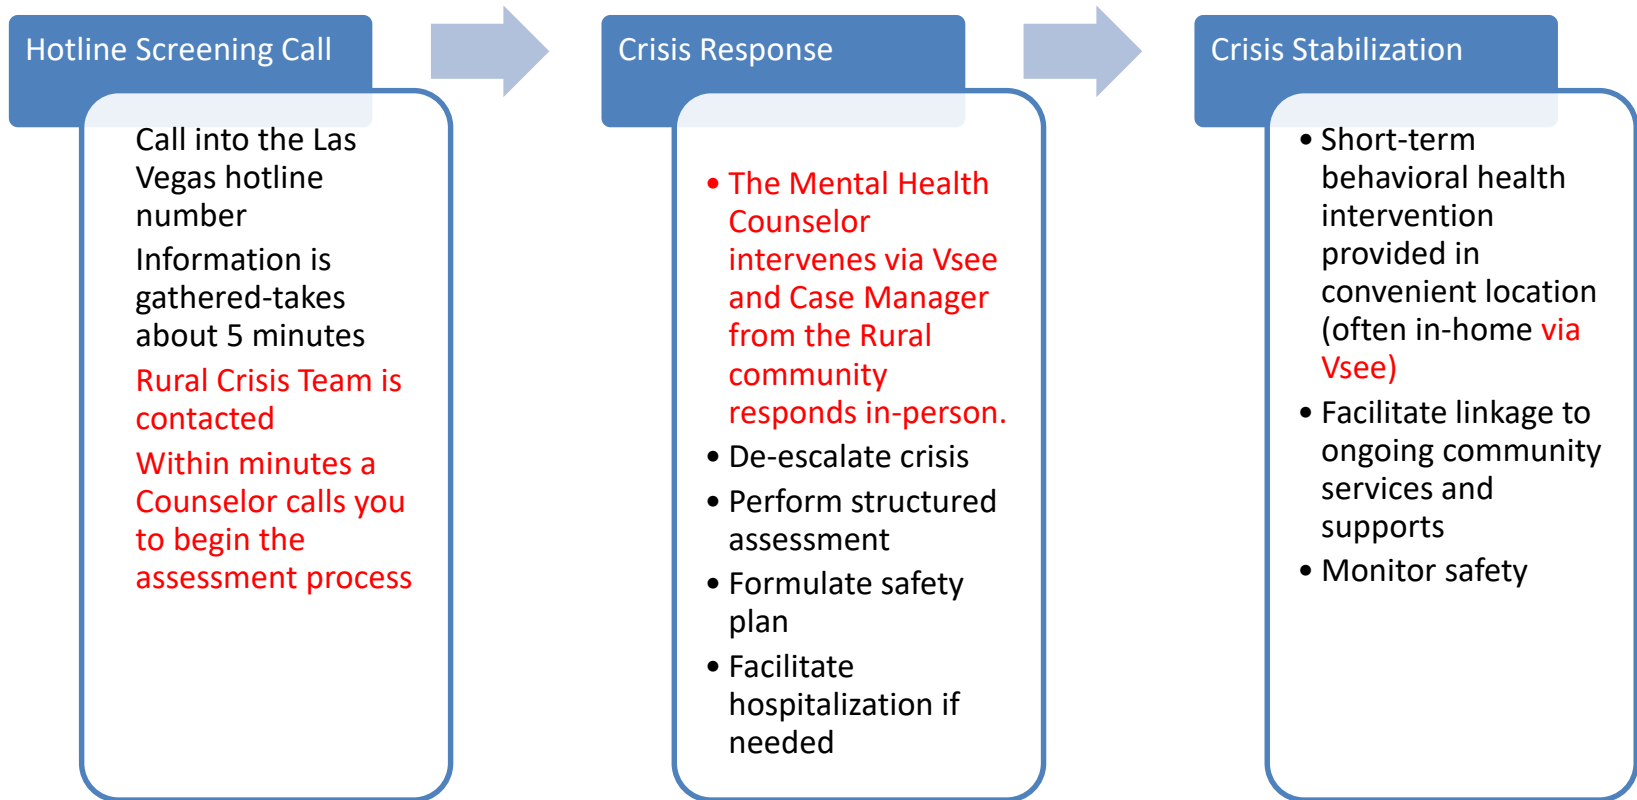 Hotline Screening Call
Call into the Las
Vegas hotline
number
Information is
gathered-takes
about 5 minutes
Rural Crisis Team is
contacted
Within minutes a
Counselor calls you
to begin the
assessment process
Crisis Response
• The Mental Health
Counselor
intervenes via Vsee
and Case Manager
from the Rural
community
responds in-person.
• De-escalate crisis
• Perform structured
assessment
• Formulate safety
plan
• Facilitate
hospitalization if
needed
Crisis Stabilization
• Short-term
behavioral health
intervention
provided in
convenient location
(often in-home via
Vsee)
• Facilitate linkage to
ongoing community
services and
supports
• Monitor safety